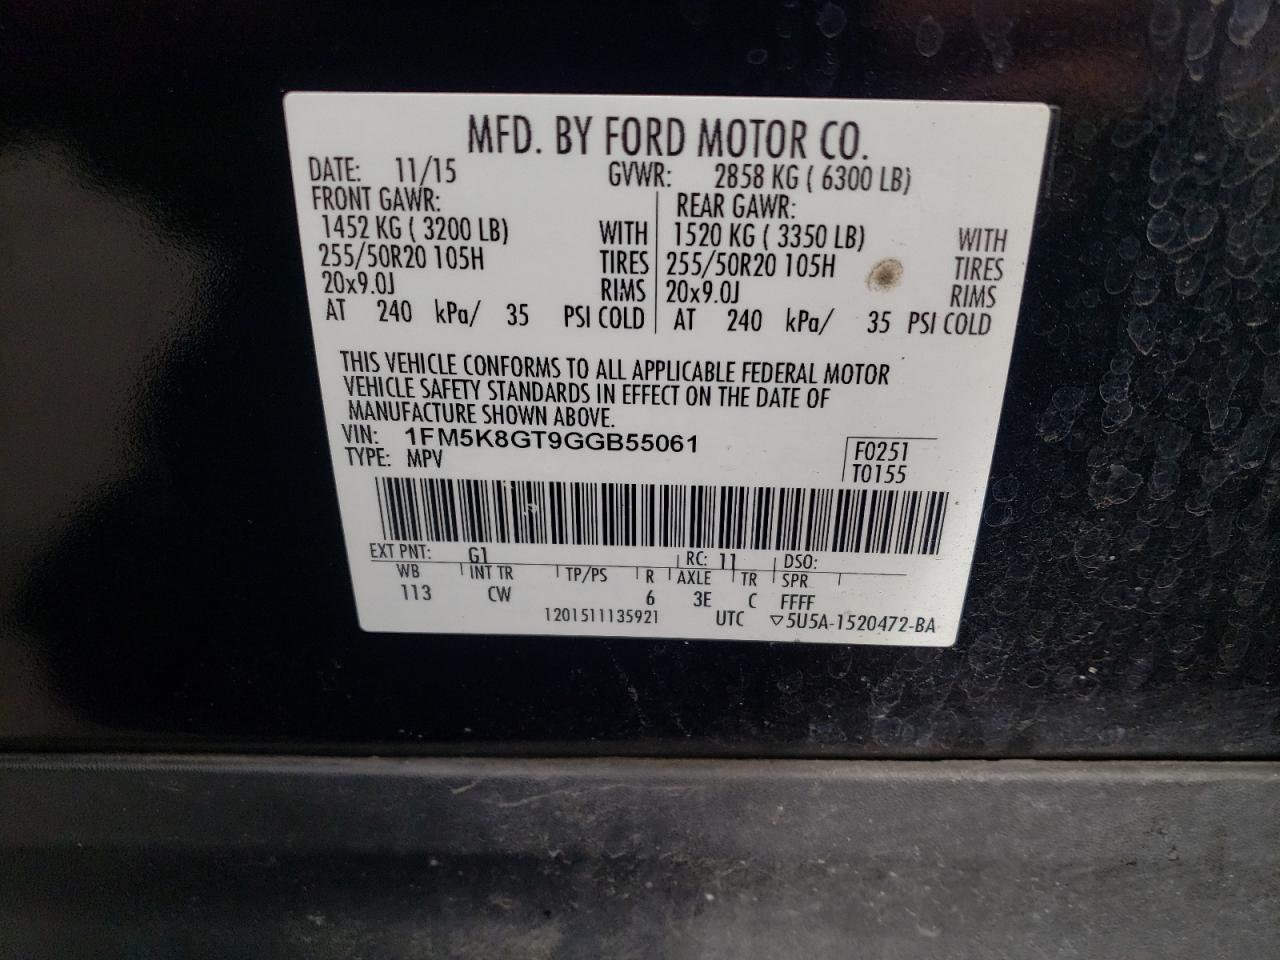 MFD. BY FORD MOTOR CO.
DATE: 11/15 GVWR: 2858 KG ( 6300 LB)
FRONT GAWR: REAR GAWR:
1452 KG ( 3200 LB) WITH 1520 KG ( 3350 LB) WITH
255/50R20 105H TIRES 255/50R20 105H TIRES
20x9.0J RIMS 20x9.0J RIMS
AT 240 kPa/ 35 PSI COLD AT 240 kPa/ 35 PSI COLD
THIS VEHICLE CONFORMS TO ALL APPLICABLE FEDERAL MOTOR
VEHICLE SAFETY STANDARDS IN EFFECT ON THE DATE OF
MANUFACTURE SHOWN ABOVE.
VIN: 1FM5K8GT9GGB55061 F0251
TYPE: MPV T0155
EXT PNT: G1 RC: 11 DSO:
WB INT TR TP/PS R AXLE TR SPR
113 CW 6 3E C FFFF
1201511135921 UTC ▽5U5A-1520472-BA